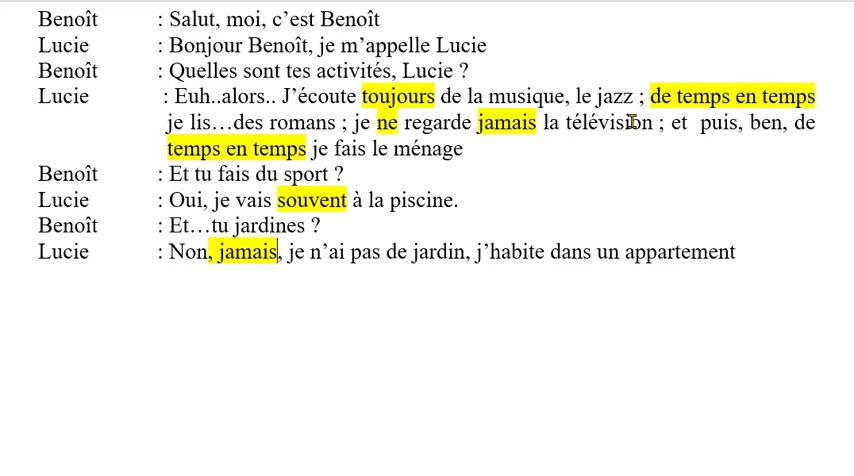 Benoît : Salut, moi, c’est Benoît
Lucie : Bonjour Benoît, je m’appelle Lucie
Benoît : Quelles sont tes activités, Lucie ?
Lucie : Euh..alors.. J’écoute toujours de la musique, le jazz ; de temps en temps
je lis…des romans ; je ne regarde jamais la télévision ; et puis, ben, de
temps en temps je fais le ménage
Benoît : Et tu fais du sport ?
Lucie : Oui, je vais souvent à la piscine.
Benoît : Et…tu jardines ?
Lucie : Non, jamais, je n’ai pas de jardin, j’habite dans un appartement